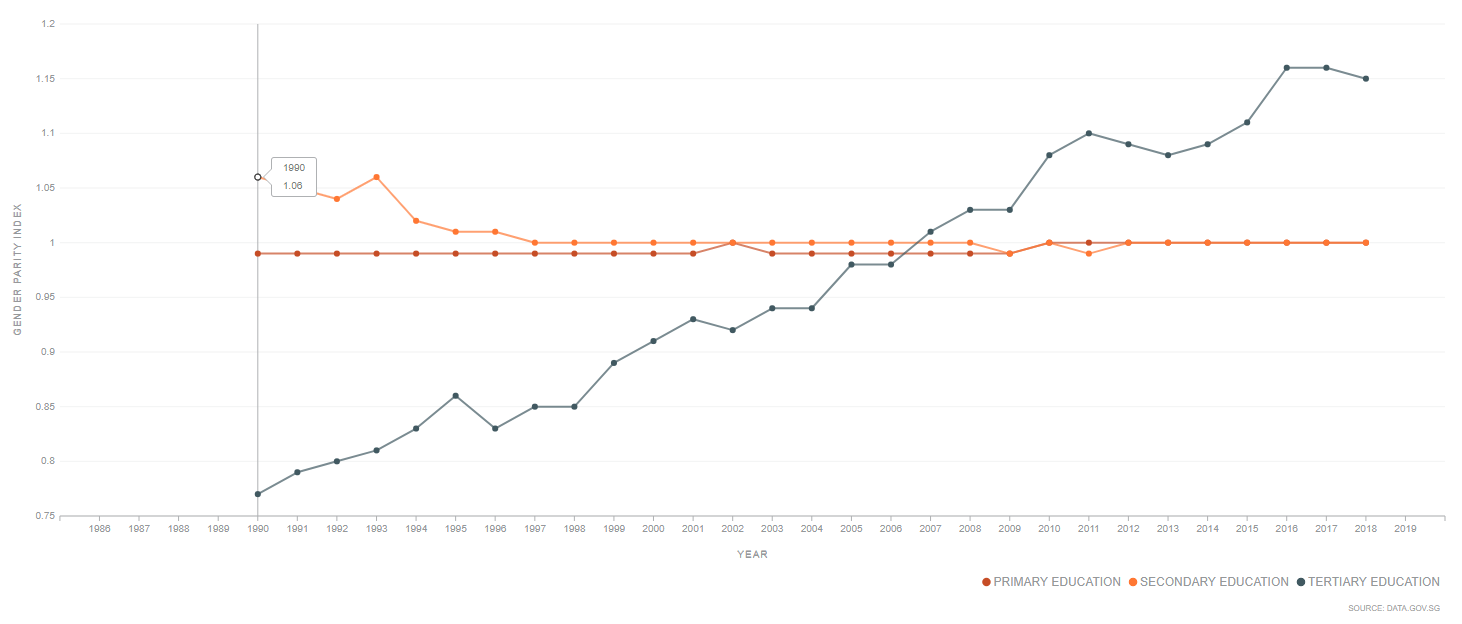 1.2
1.15
1.1
1.05
1
0.95
0.9
0.85
0.8
0.75
GENDER PARITY INDEX
1990
1.06
1986 1987 1988 1989 1990 1991 1992 1993 1994 1995 1996 1997 1998 1999 2000 2001 2002 2003 2004 2005 2006 2007 2008 2009 2010 2011 2012 2013 2014 2015 2016 2017 2018 2019
YEAR
PRIMARY EDUCATION SECONDARY EDUCATION TERTIARY EDUCATION
SOURCE: DATA.GOV.SG